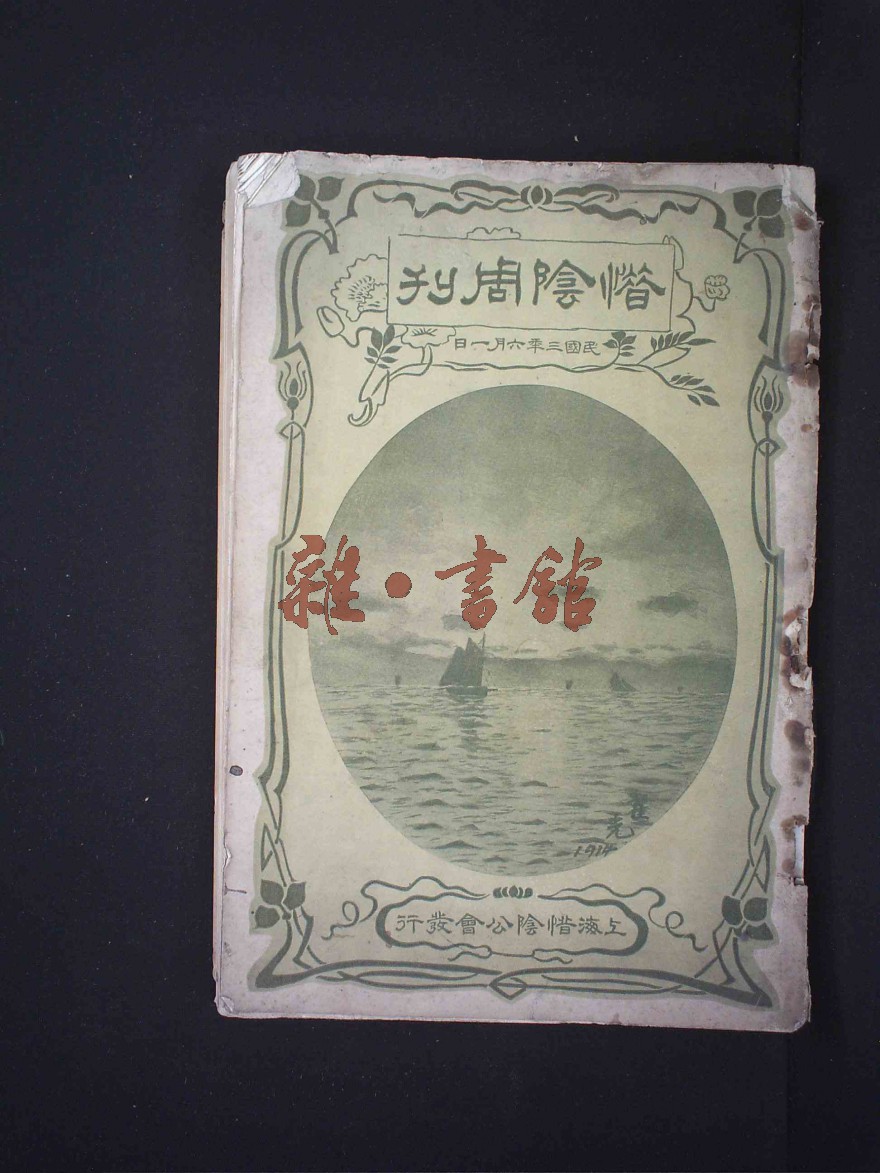 惜陰周刊
民國三年六月一日
雜·書館
崔
1914
上海惜陰公會發行